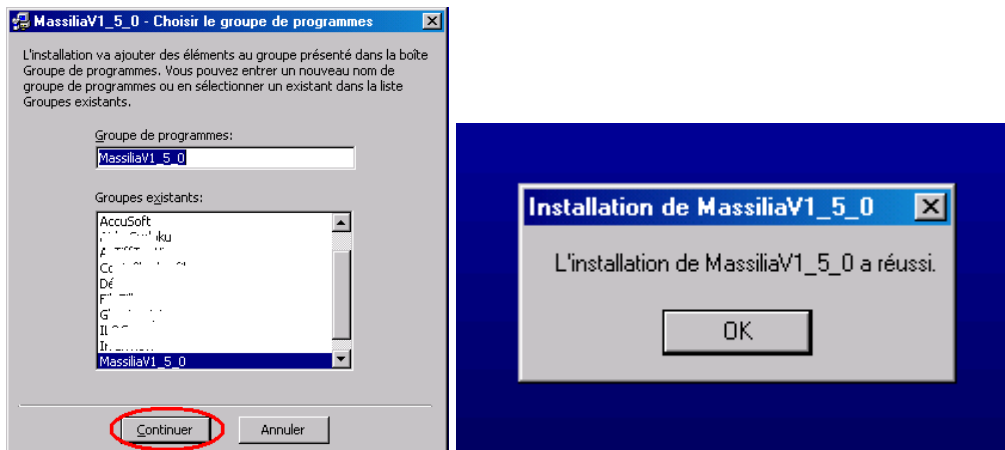 MassiliaV1_5_0 - Choisir le groupe de programmes
L'installation va ajouter des éléments au groupe présenté dans la boîte
Groupe de programmes. Vous pouvez entrer un nouveau nom de
groupe de programmes ou en sélectionner un existant dans la liste
Groupes existants.
Groupe de programmes:
MassiliaV1_5_0
Groupes existants:
AccuSoft
MassiliaV1_5_0
Continuer
Annuler
Installation de MassiliaV1_5_0
L'installation de MassiliaV1_5_0 a réussi.
OK